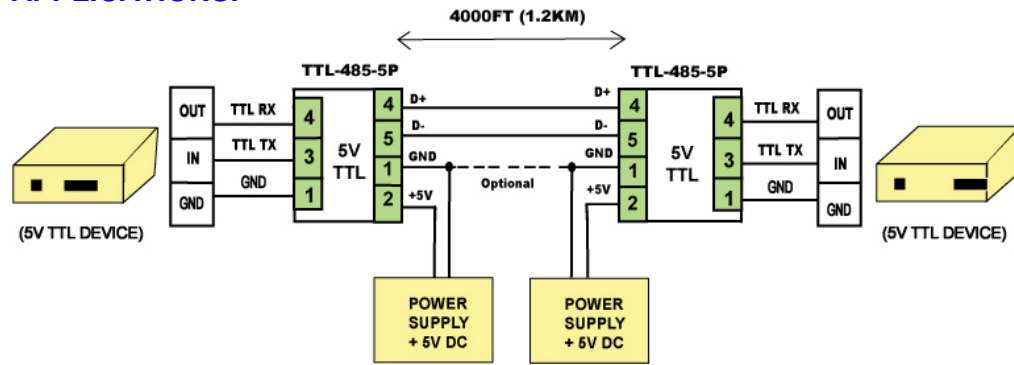 4000FT (1.2KM)
TTL-485-5P
TTL-485-5P
OUT
TTL RX
4
IN
TTL TX
3
GND
GND
1
5V
TTL
4
D+
5
D-
1
GND
2
+5V
Optional
D+
4
D-
5
GND
1
+5V
2
5V
TTL
4
TTL RX
OUT
3
TTL TX
IN
1
GND
GND
(5V TTL DEVICE)
(5V TTL DEVICE)
POWER
SUPPLY
+ 5V DC
POWER
SUPPLY
+ 5V DC